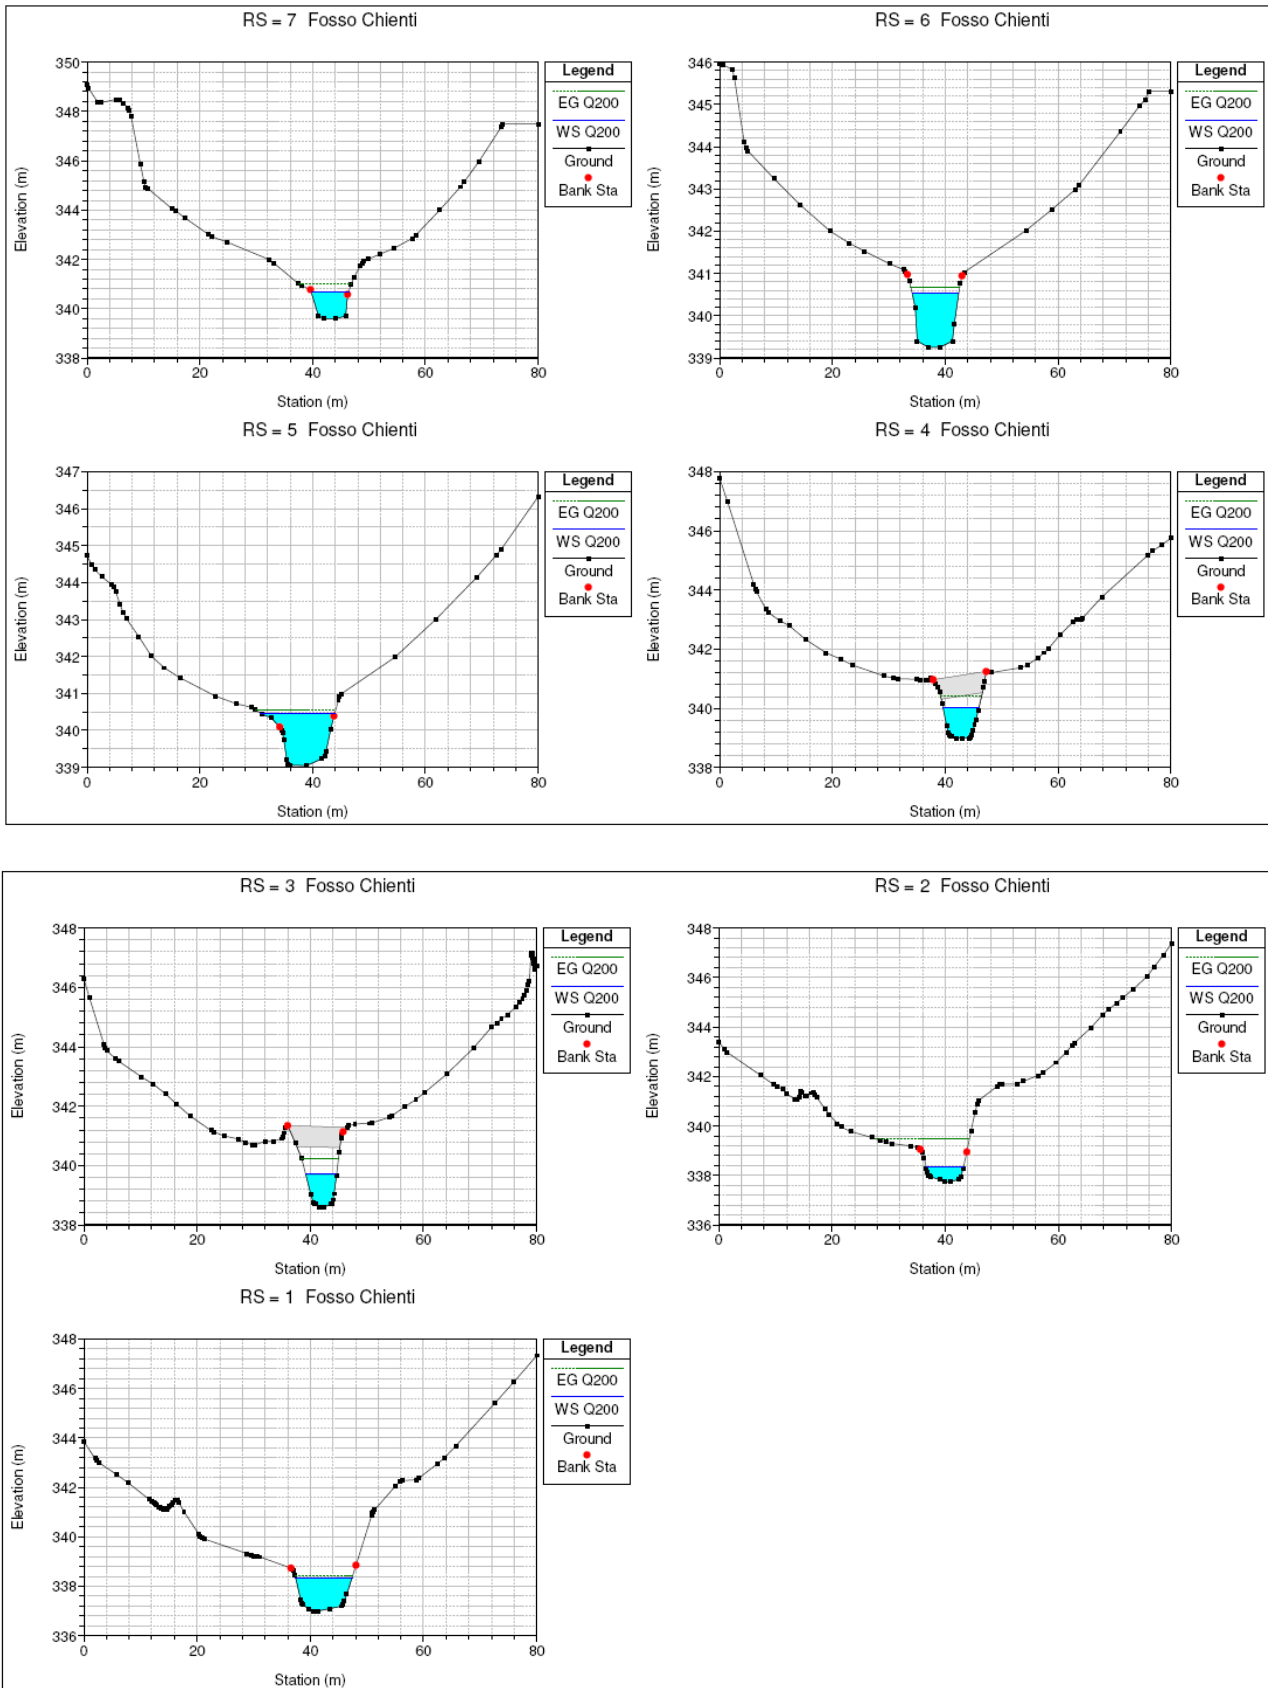 RS = 7 Fosso Chienti
Elevation (m)
350
348
346
344
342
340
338
0 20 40 60 80
Station (m)
Legend
EG Q200
WS Q200
Ground
Bank Sta
RS = 6 Fosso Chienti
Elevation (m)
346
345
344
343
342
341
340
339
0 20 40 60 80
Station (m)
Legend
EG Q200
WS Q200
Ground
Bank Sta
RS = 5 Fosso Chienti
Elevation (m)
347
346
345
344
343
342
341
340
339
0 20 40 60 80
Station (m)
Legend
EG Q200
WS Q200
Ground
Bank Sta
RS = 4 Fosso Chienti
Elevation (m)
348
346
344
342
340
338
0 20 40 60 80
Station (m)
Legend
EG Q200
WS Q200
Ground
Bank Sta
RS = 3 Fosso Chienti
Elevation (m)
348
346
344
342
340
338
0 20 40 60 80
Station (m)
Legend
EG Q200
WS Q200
Ground
Bank Sta
RS = 2 Fosso Chienti
Elevation (m)
348
346
344
342
340
338
336
0 20 40 60 80
Station (m)
Legend
EG Q200
WS Q200
Ground
Bank Sta
RS = 1 Fosso Chienti
Elevation (m)
348
346
344
342
340
338
336
0 20 40 60 80
Station (m)
Legend
EG Q200
WS Q200
Ground
Bank Sta